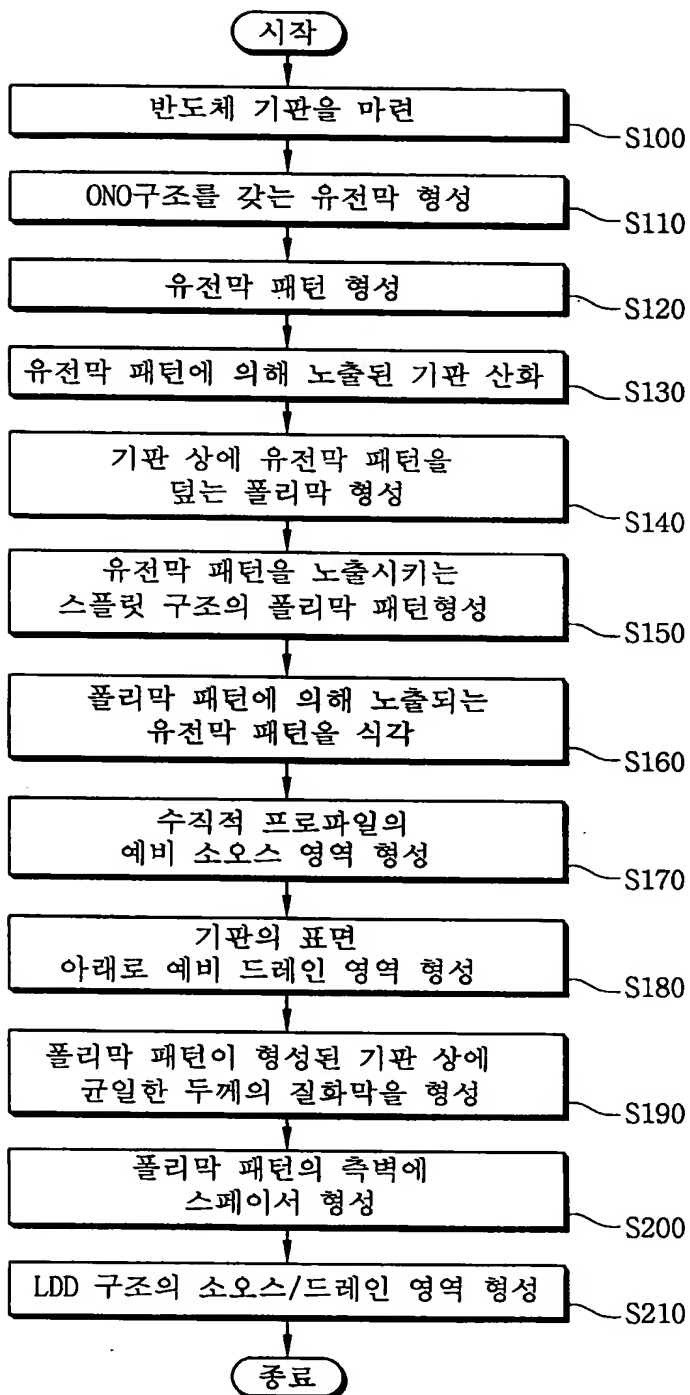 시작
반도체 기판을 마련
S100
ONO구조를 갖는 유전막 형성
S110
유전막 패턴 형성
S120
유전막 패턴에 의해 노출된 기판 산화
S130
기판 상에 유전막 패턴을
덮는 폴리막 형성
S140
유전막 패턴을 노출시키는
스플릿 구조의 폴리막 패턴형성
S150
폴리막 패턴에 의해 노출되는
유전막 패턴을 식각
S160
수직적 프로파일의
예비 소오스 영역 형성
S170
기판의 표면
아래로 예비 드레인 영역 형성
S180
폴리막 패턴이 형성된 기판 상에
균일한 두께의 질화막을 형성
S190
폴리막 패턴의 측벽에
스페이서 형성
S200
LDD 구조의 소오스/드레인 영역 형성
S210
종료